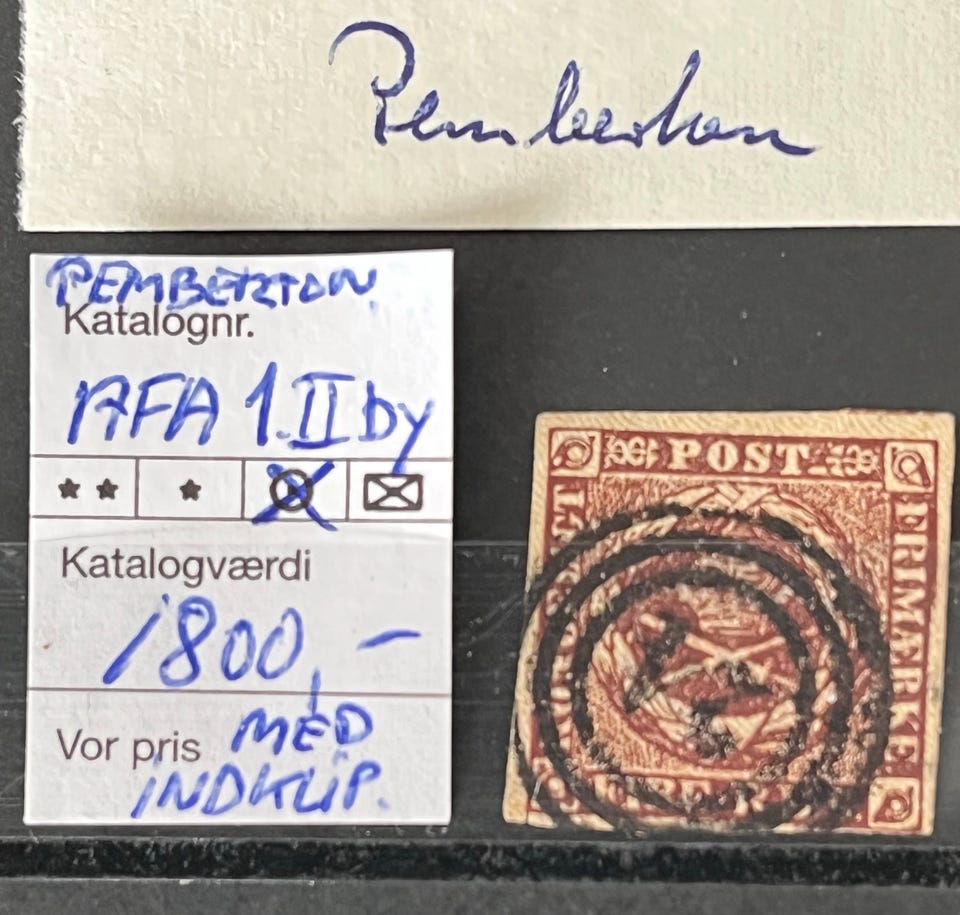 Pemberton
PEMBERTON
Katalognr.
AFA 1.II by
Katalogværdi
1800,-
Vor pris MED
INDKLIP.
POST
FRIMÆRKE